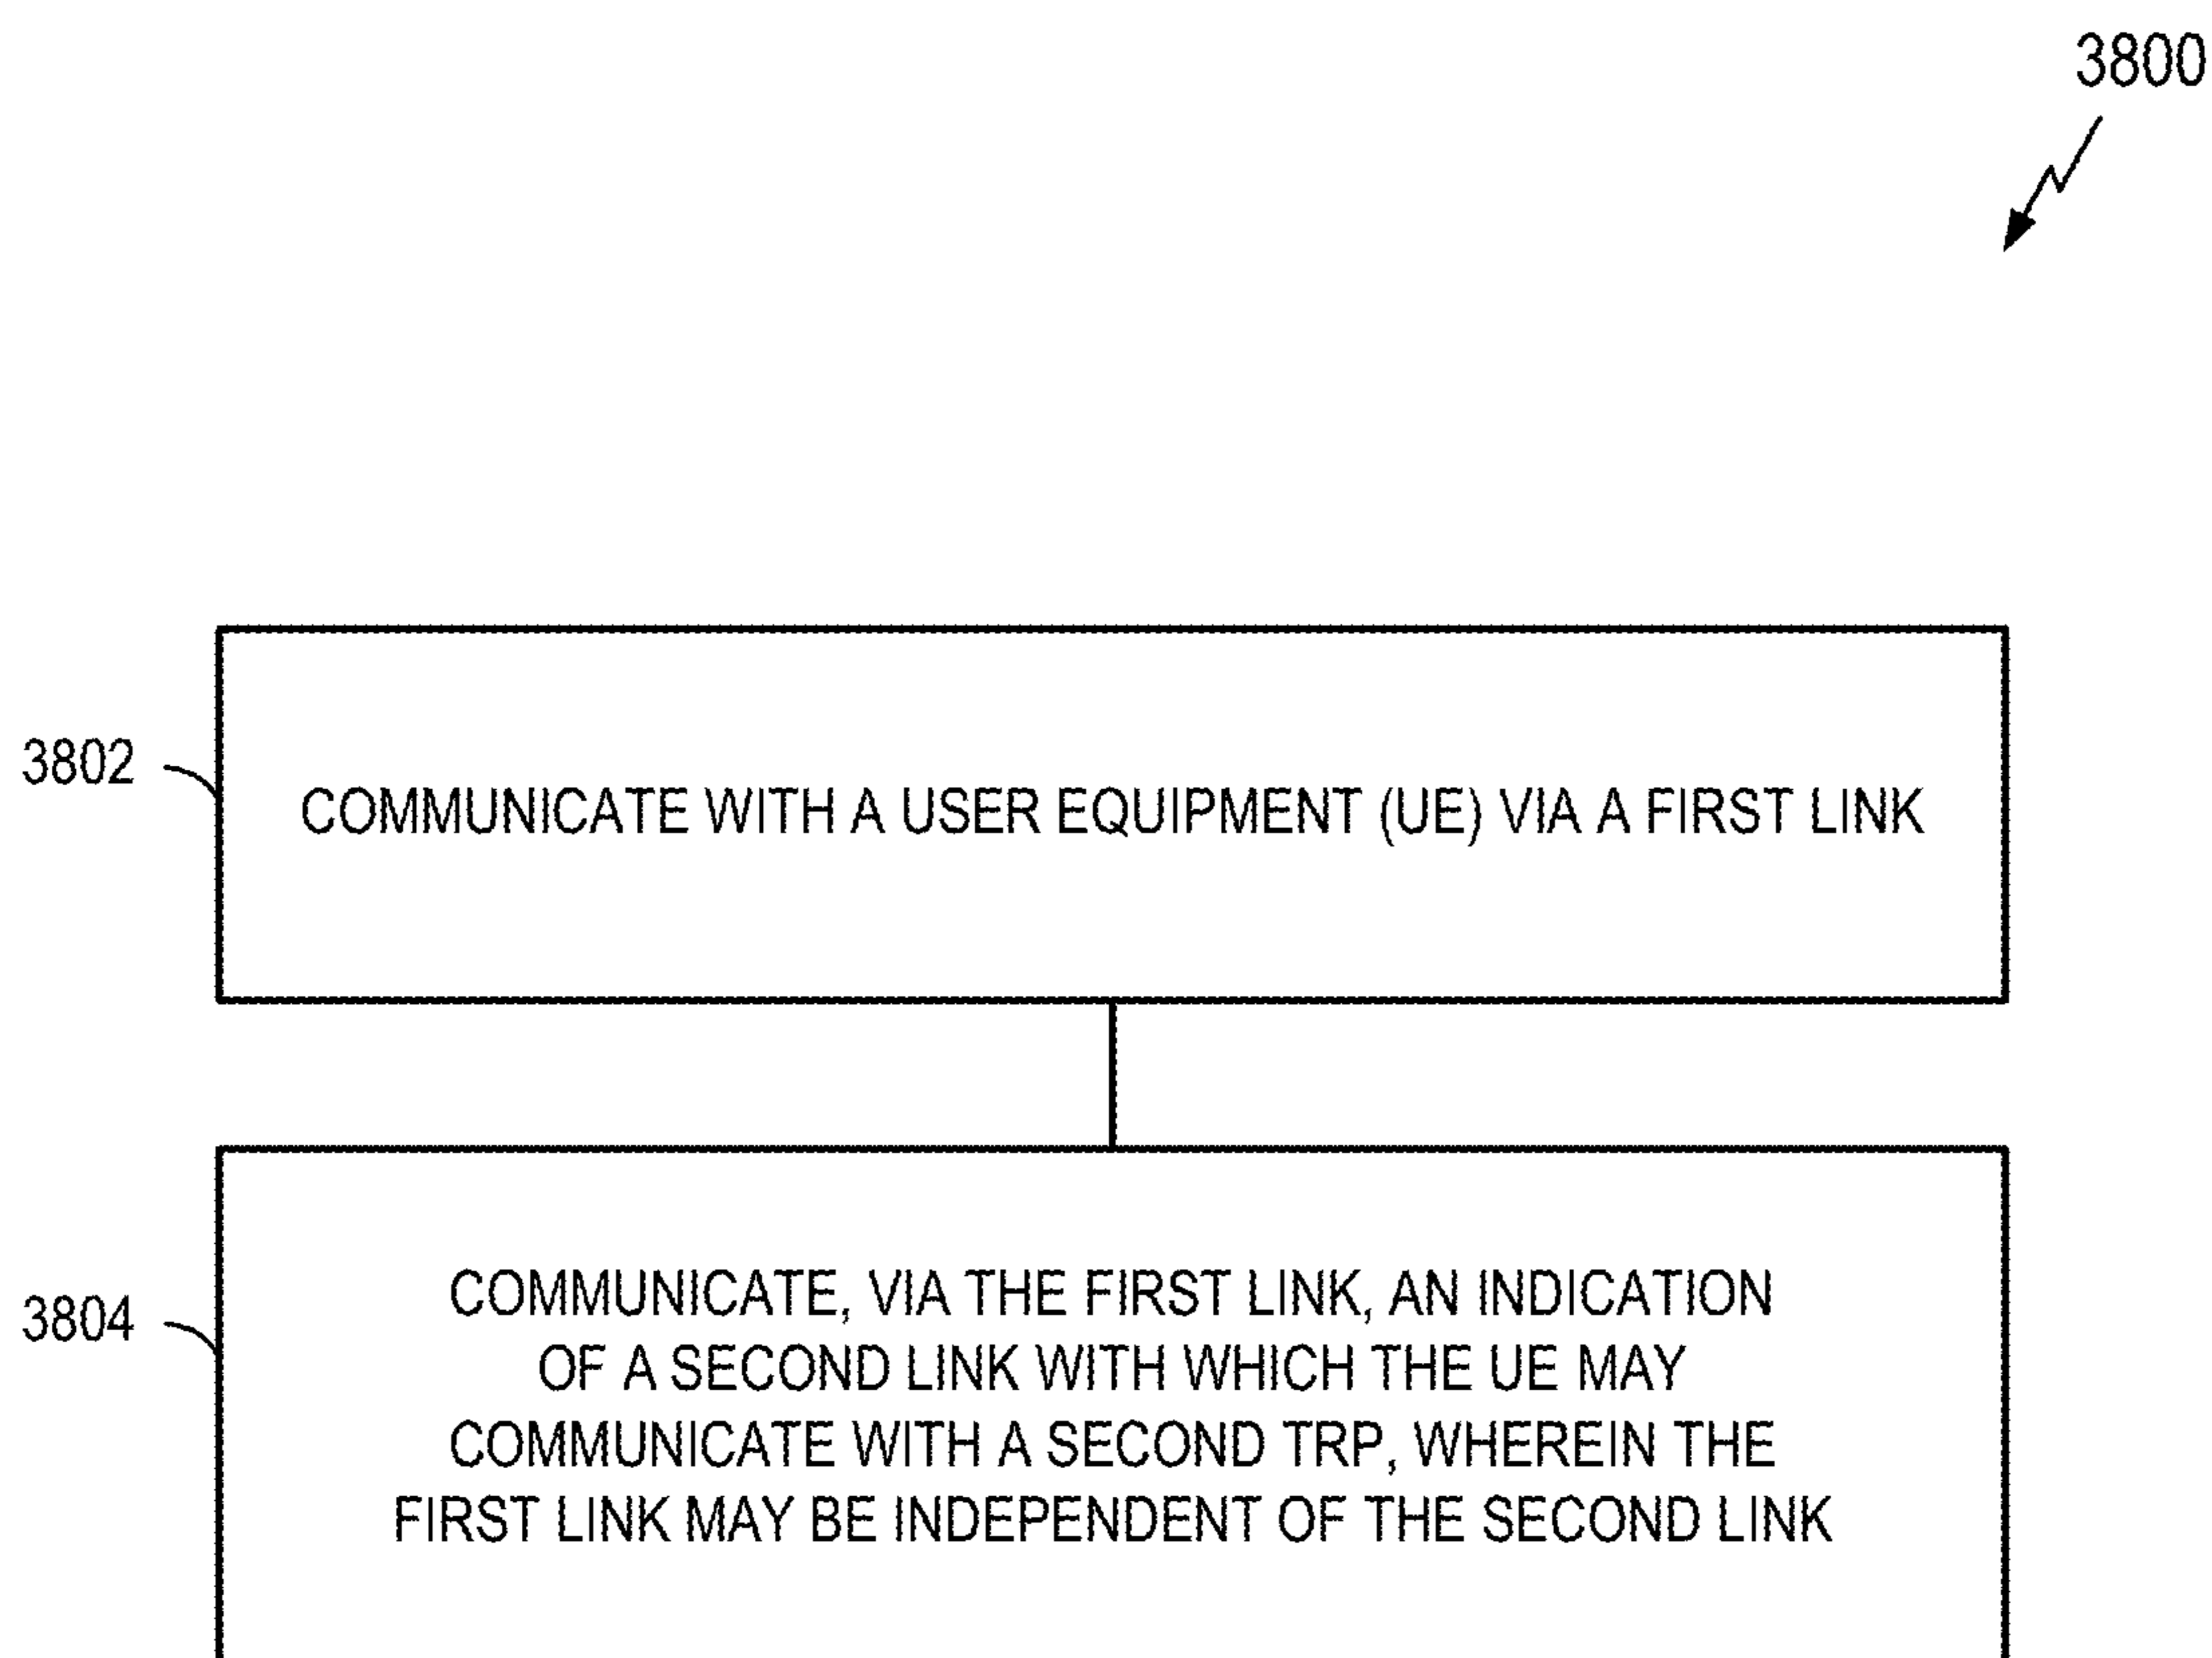 3800
3802
COMMUNICATE WITH A USER EQUIPMENT (UE) VIA A FIRST LINK
3804
COMMUNICATE, VIA THE FIRST LINK, AN INDICATION
OF A SECOND LINK WITH WHICH THE UE MAY
COMMUNICATE WITH A SECOND TRP, WHEREIN THE
FIRST LINK MAY BE INDEPENDENT OF THE SECOND LINK